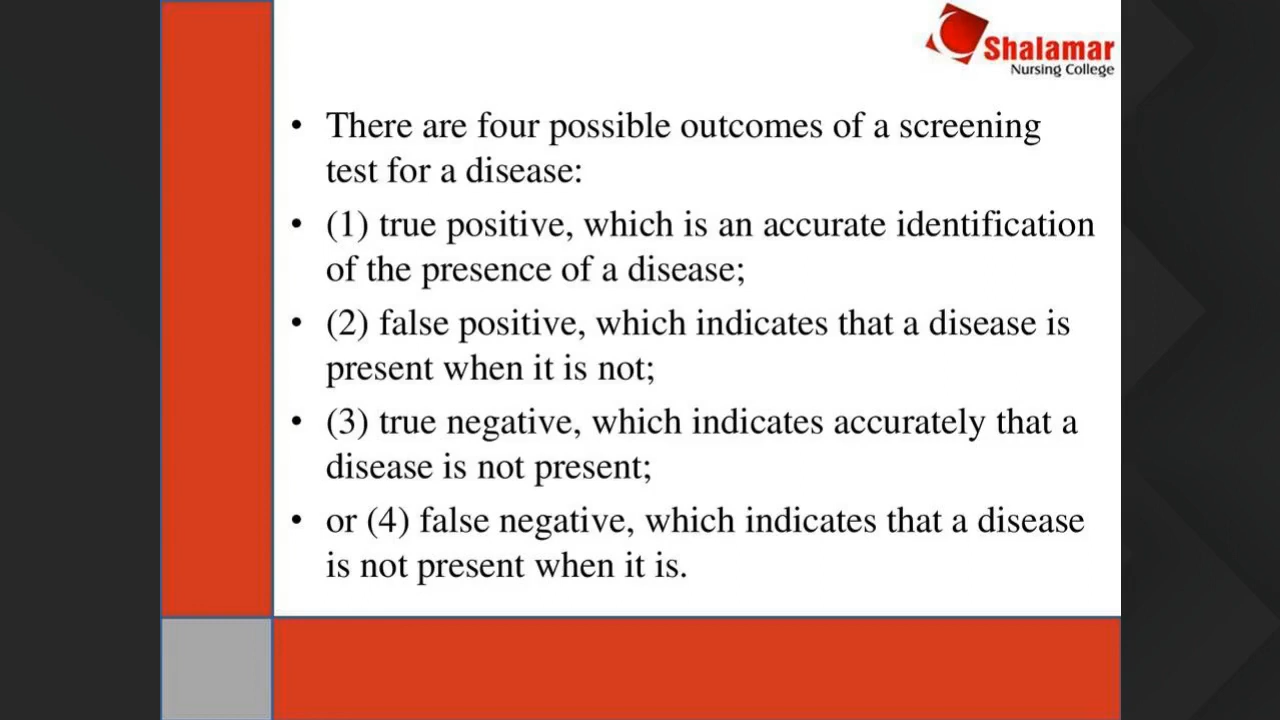 Shalamar
Nursing College
• There are four possible outcomes of a screening
test for a disease:
• (1) true positive, which is an accurate identification
of the presence of a disease;
• (2) false positive, which indicates that a disease is
present when it is not;
• (3) true negative, which indicates accurately that a
disease is not present;
• or (4) false negative, which indicates that a disease
is not present when it is.